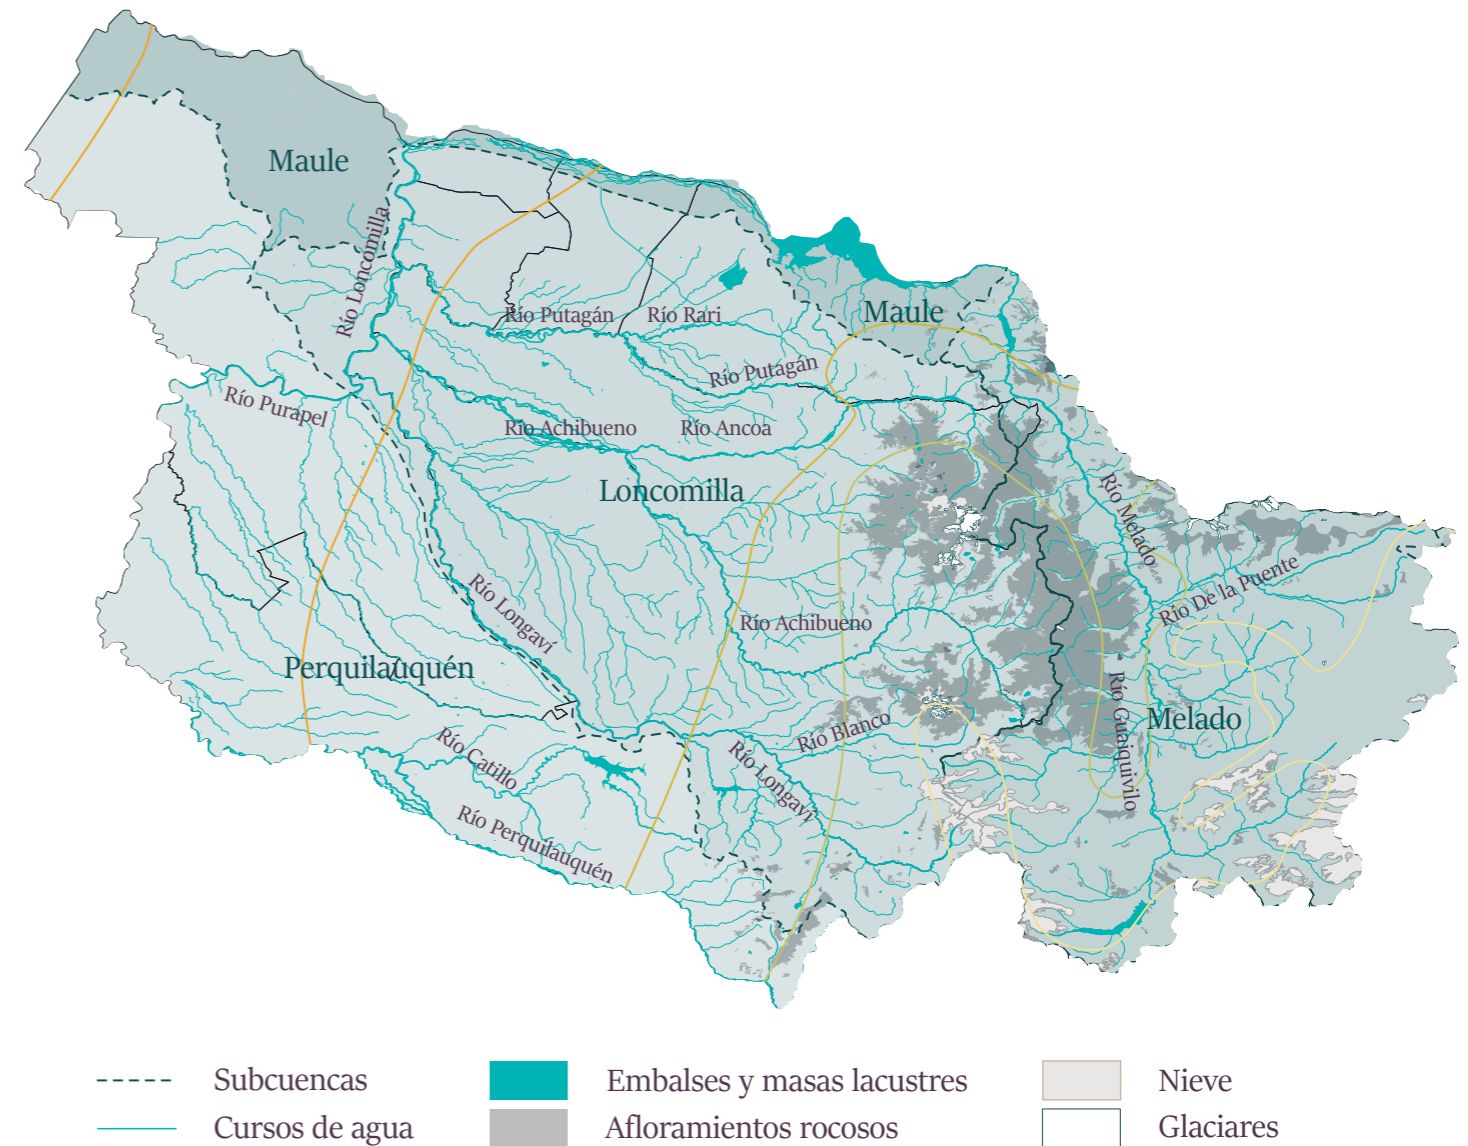 Maule
Río Loncomilla
Río Putagán
Río Rari
Maule
Río Putagán
Río Purapel
Río Achibueno
Río Ancoa
Loncomilla
Río Melado
Río De la Puente
Río Longaví
Río Achibueno
Perquilauquén
Río Guaiquivilo
Melado
Río Blanco
Río Catillo
Río Longaví
Río Perquilauquén
Subcuencas
Embalses y masas lacustres
Nieve
Cursos de agua
Afloramientos rocosos
Glaciares